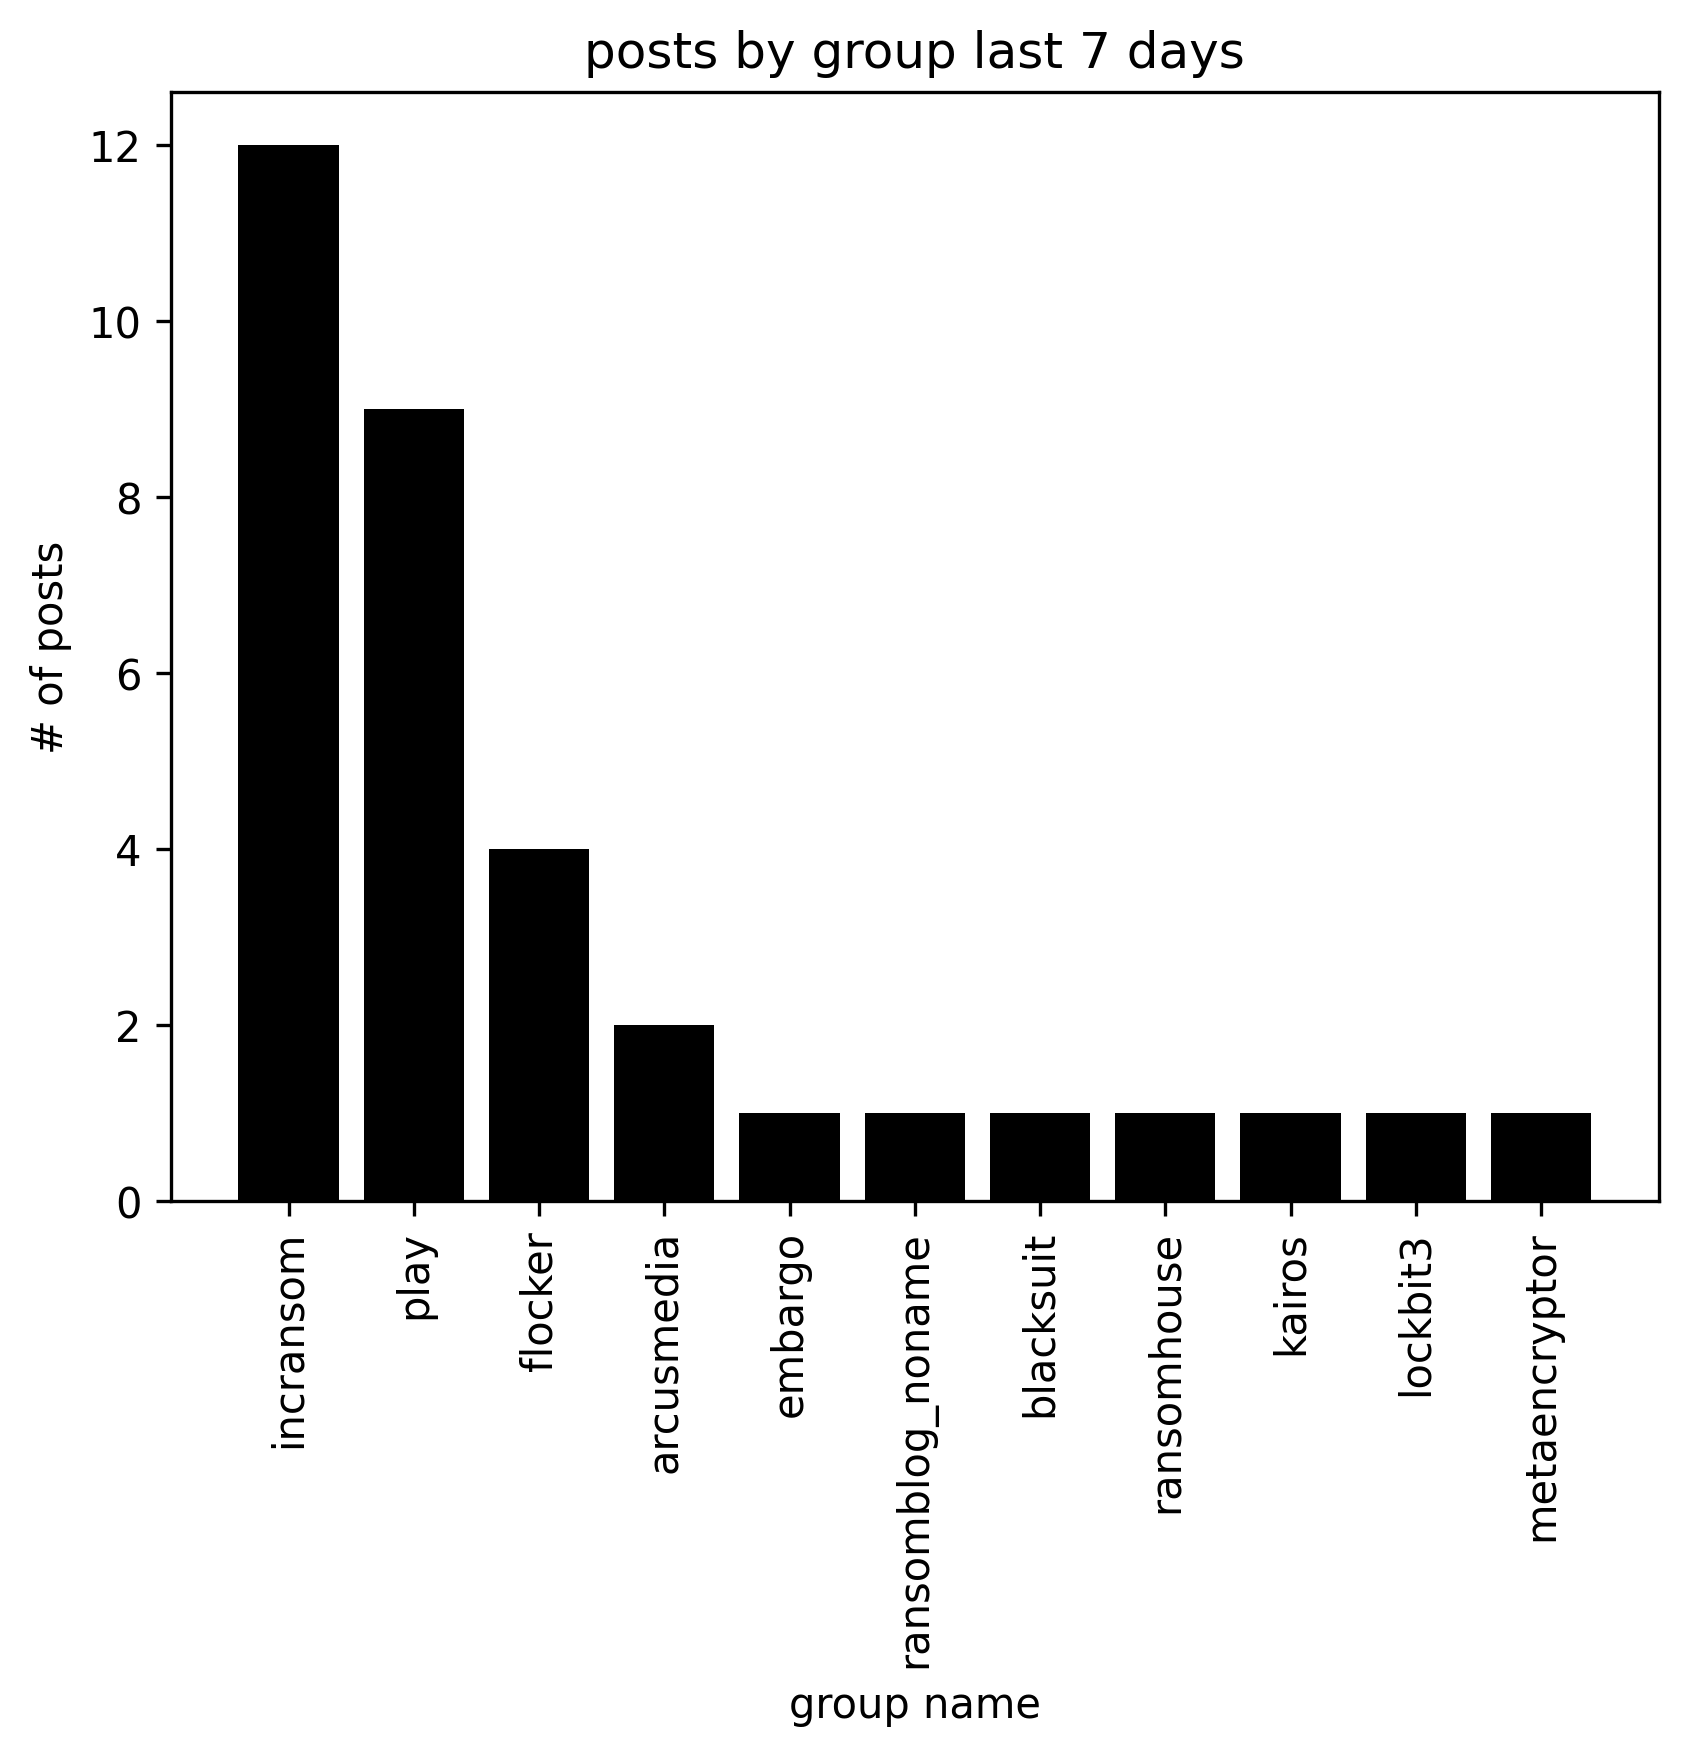 posts by group last 7 days
12
10
8
6
4
2
0
# of posts
incransom
play
flocker
arcusmedia
embargo
ransomblog_noname
blacksuit
ransomhouse
kairos
lockbit3
metaencryptor
group name